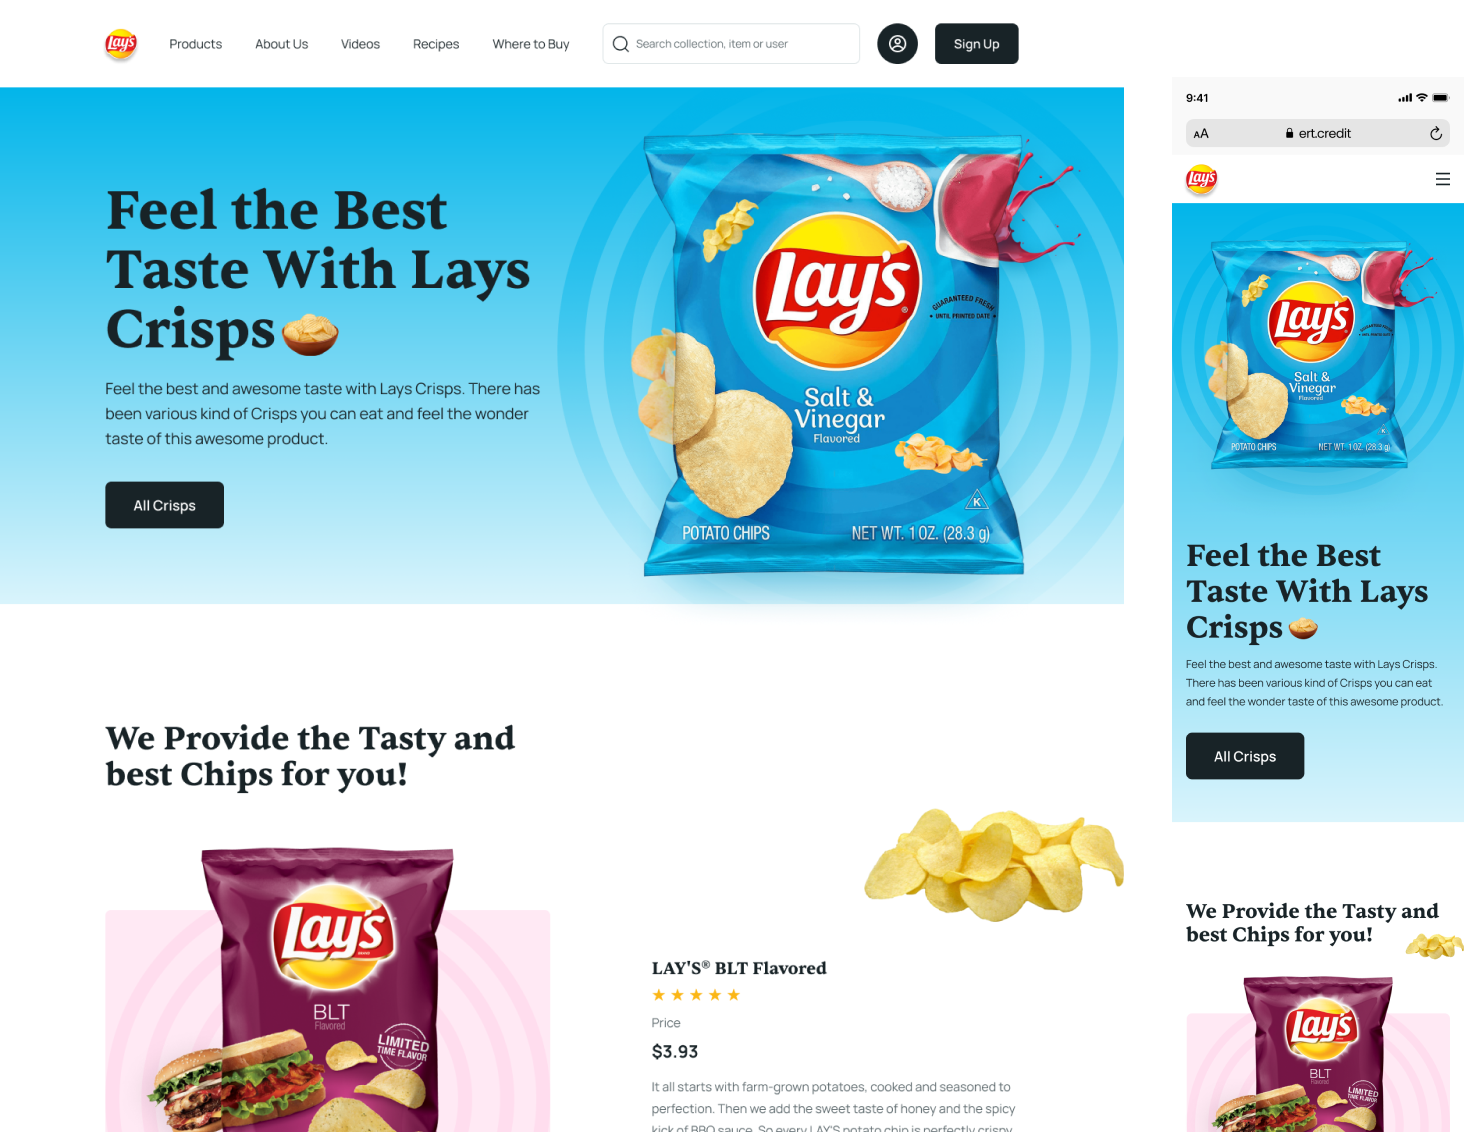 Lay's
Products
About Us
Videos
Recipes
Where to Buy
Search collection, item or user
Sign Up
Feel the Best
Taste With Lays
Crisps
Feel the best and awesome taste with Lays Crisps. There has
been various kind of Crisps you can eat and feel the wonder
taste of this awesome product.
All Crisps
Lay's®
GUARANTEED FRESH
• UNTIL PRINTED DATE •
Salt &
Vinegar
Flavored
K
POTATO CHIPS
NET WT. 1 OZ. (28.3 g)
We Provide the Tasty and
best Chips for you!
Lay's
BLT
Flavored
LIMITED
TIME FLAVOR
LAY'S® BLT Flavored
Price
$3.93
It all starts with farm-grown potatoes, cooked and seasoned to
perfection. Then we add the sweet taste of honey and the spicy
kick of BBQ sauce. So every LAY'S potato chip is perfectly crispy
9:41
AA
ert.credit
Lay's
Lay's
GUARANTEED FRESH
UNTIL PRINTED DATE
Salt &
Vinegar
Flavored
K
POTATO CHIPS
NET WT. 1 OZ. (28.3 g)
Feel the Best
Taste With Lays
Crisps
Feel the best and awesome taste with Lays Crisps.
There has been various kind of Crisps you can eat
and feel the wonder taste of this awesome product.
All Crisps
We Provide the Tasty and
best Chips for you!
Lay's
BLT
Flavored
LIMITED
TIME FLAVOR